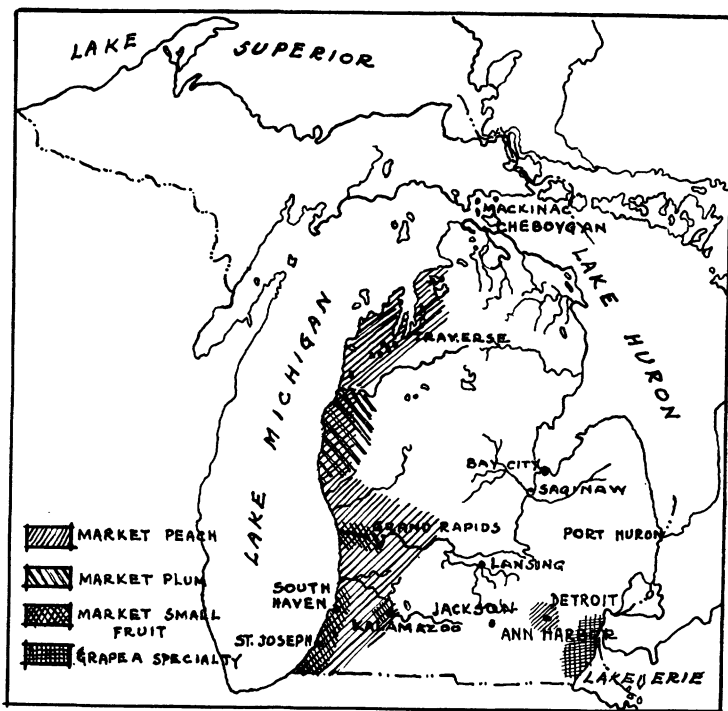 LAKE SUPERIOR
MACKINAC
CHEBOYGAN
LAKE HURON
LAKE MICHIGAN
TRAVERSE
BAY CITY
SAGINAW
GRAND RAPIDS
PORT HURON
LANSING
SOUTH
HAVEN
JACKSON
DETROIT
KALAMAZOO
ANN HARBER
ST. JOSEPH
LAKE ERIE
MARKET PEACH
MARKET PLUM
MARKET SMALL
FRUIT
GRAPE A SPECIALTY